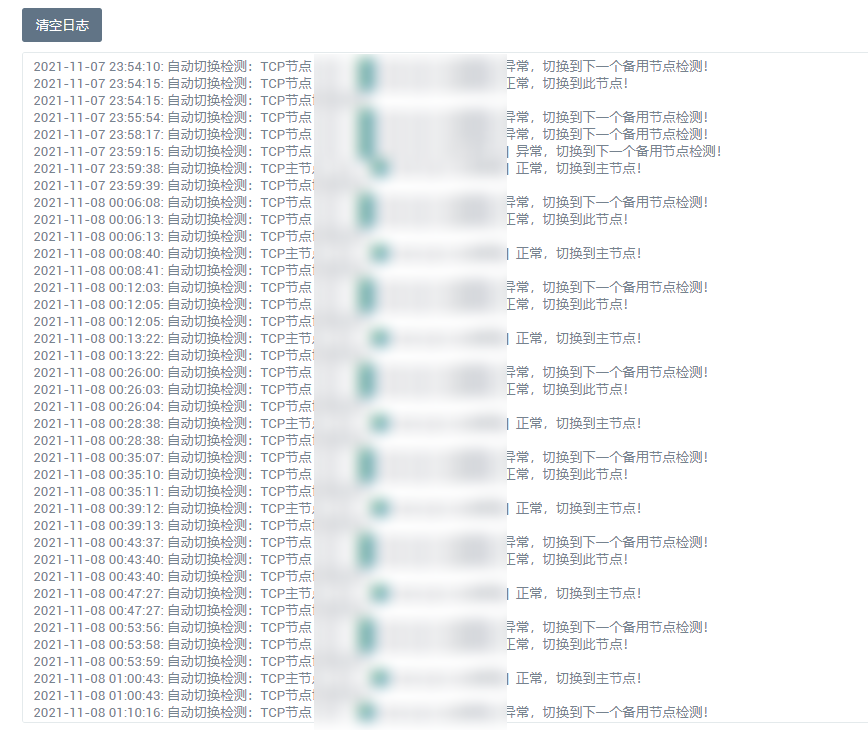 清空日志
2021-11-07 23:54:10: 自动切换检测：TCP节点 异常，切换到下一个备用节点检测！
2021-11-07 23:54:15: 自动切换检测：TCP节点 正常，切换到此节点！
2021-11-07 23:54:15: 自动切换检测：TCP节点
2021-11-07 23:55:54: 自动切换检测：TCP节点 异常，切换到下一个备用节点检测！
2021-11-07 23:58:17: 自动切换检测：TCP节点 异常，切换到下一个备用节点检测！
2021-11-07 23:59:15: 自动切换检测：TCP节点 异常，切换到下一个备用节点检测！
2021-11-07 23:59:38: 自动切换检测：TCP主节点 正常，切换到主节点！
2021-11-07 23:59:39: 自动切换检测：TCP节点
2021-11-08 00:06:08: 自动切换检测：TCP节点 异常，切换到下一个备用节点检测！
2021-11-08 00:06:13: 自动切换检测：TCP节点 正常，切换到此节点！
2021-11-08 00:06:13: 自动切换检测：TCP节点
2021-11-08 00:08:40: 自动切换检测：TCP主节点 正常，切换到主节点！
2021-11-08 00:08:41: 自动切换检测：TCP节点
2021-11-08 00:12:03: 自动切换检测：TCP节点 异常，切换到下一个备用节点检测！
2021-11-08 00:12:05: 自动切换检测：TCP节点 正常，切换到此节点！
2021-11-08 00:12:05: 自动切换检测：TCP节点
2021-11-08 00:13:22: 自动切换检测：TCP主节点 正常，切换到主节点！
2021-11-08 00:13:22: 自动切换检测：TCP节点
2021-11-08 00:26:00: 自动切换检测：TCP节点 异常，切换到下一个备用节点检测！
2021-11-08 00:26:03: 自动切换检测：TCP节点 正常，切换到此节点！
2021-11-08 00:26:04: 自动切换检测：TCP节点
2021-11-08 00:28:38: 自动切换检测：TCP主节点 正常，切换到主节点！
2021-11-08 00:28:38: 自动切换检测：TCP节点
2021-11-08 00:35:07: 自动切换检测：TCP节点 异常，切换到下一个备用节点检测！
2021-11-08 00:35:10: 自动切换检测：TCP节点 正常，切换到此节点！
2021-11-08 00:35:11: 自动切换检测：TCP节点
2021-11-08 00:39:12: 自动切换检测：TCP主节点 正常，切换到主节点！
2021-11-08 00:39:13: 自动切换检测：TCP节点
2021-11-08 00:43:37: 自动切换检测：TCP节点 异常，切换到下一个备用节点检测！
2021-11-08 00:43:40: 自动切换检测：TCP节点 正常，切换到此节点！
2021-11-08 00:43:40: 自动切换检测：TCP节点
2021-11-08 00:47:27: 自动切换检测：TCP主节点 正常，切换到主节点！
2021-11-08 00:47:27: 自动切换检测：TCP节点
2021-11-08 00:53:56: 自动切换检测：TCP节点 异常，切换到下一个备用节点检测！
2021-11-08 00:53:58: 自动切换检测：TCP节点 正常，切换到此节点！
2021-11-08 00:53:59: 自动切换检测：TCP节点
2021-11-08 01:00:43: 自动切换检测：TCP主节点 正常，切换到主节点！
2021-11-08 01:00:43: 自动切换检测：TCP节点
2021-11-08 01:10:16: 自动切换检测：TCP节点 异常，切换到下一个备用节点检测！